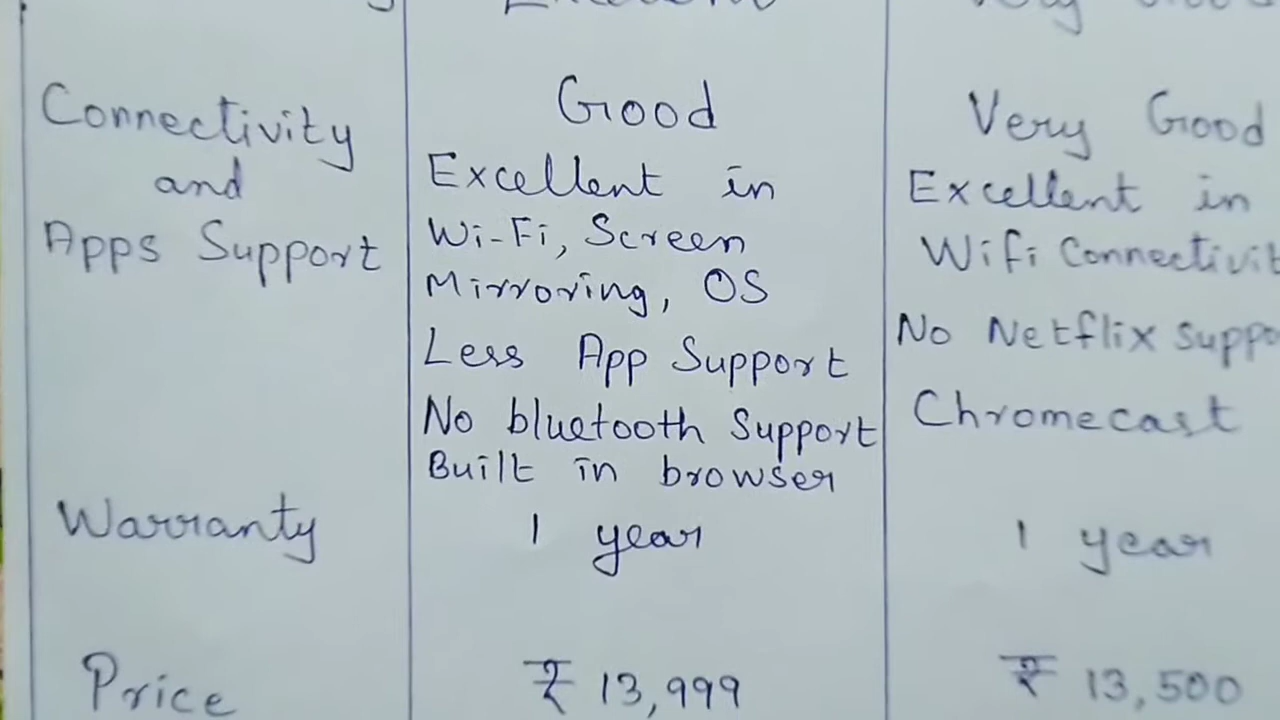 Connectivity
and
Apps Support
Good
Excellent in
Wi-Fi, Screen
Mirroring, OS
Less App Support
No bluetooth Support
Built in browser
Very Good
Excellent in
Wifi
No Netflix
Chromecast
Warranty
1 year
1 year
Price
₹ 13,999
₹ 13,500